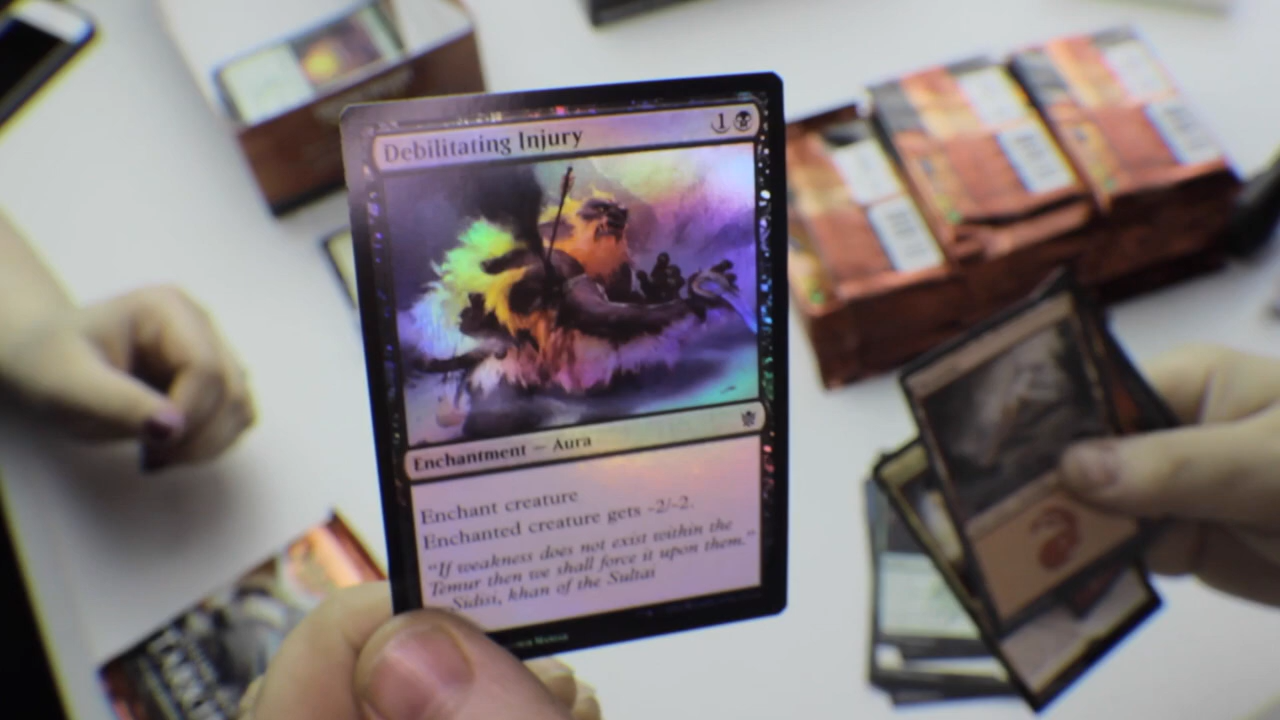 Debilitating Injury 1
Enchantment — Aura
Enchant creature
Enchanted creature gets -2/-2.
"If weakness does not exist within the
Temur then we shall force it upon them."
Sidisi, khan of the Sultai